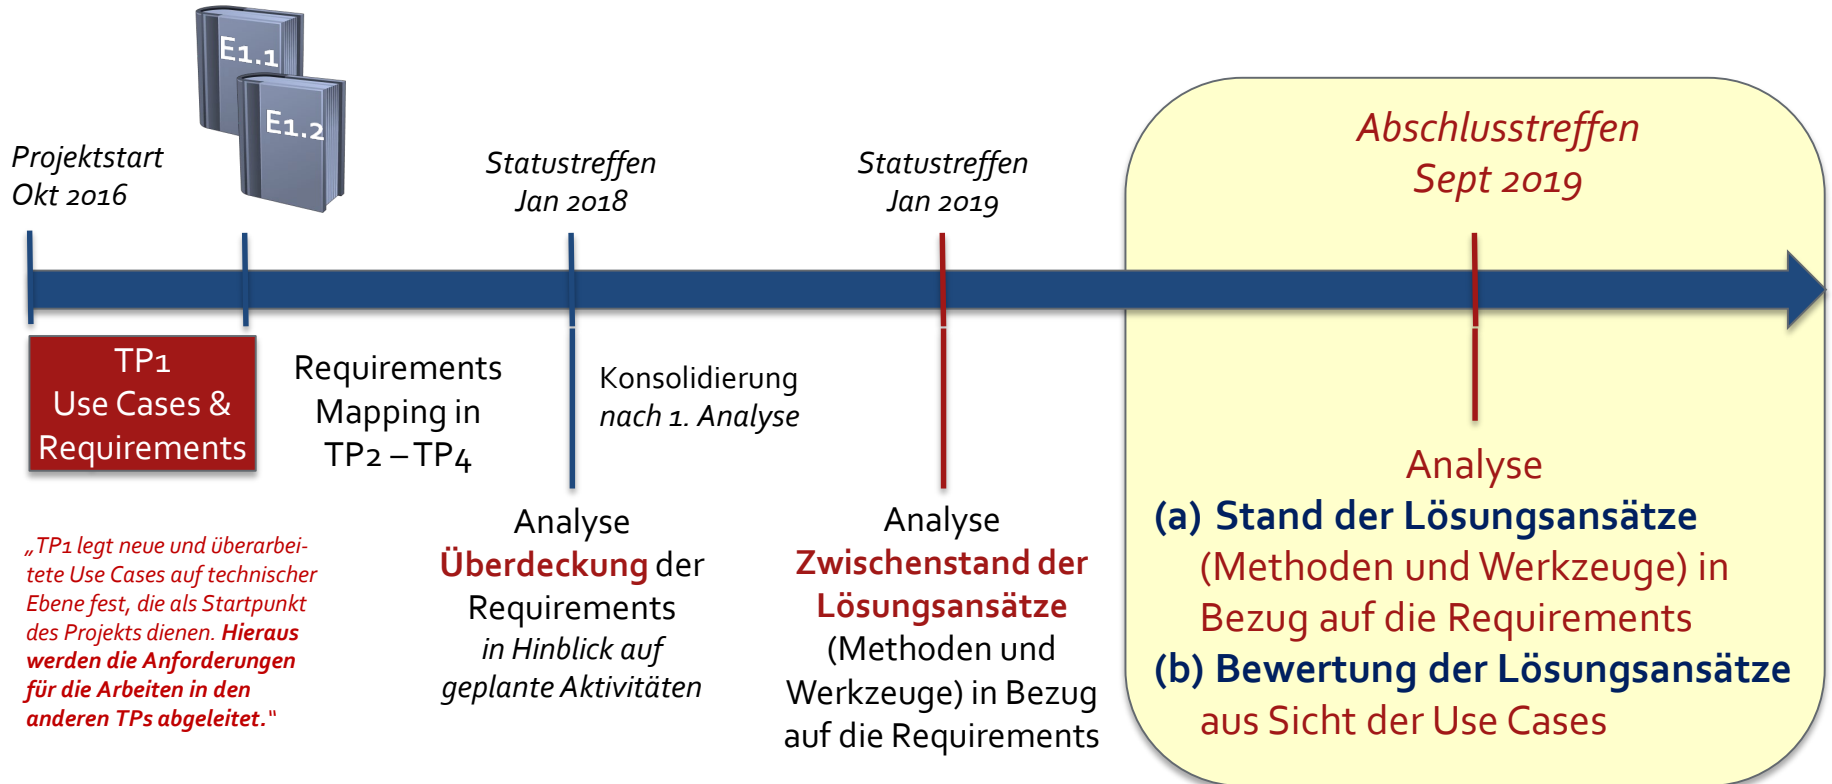 E1.1
E1.2
Projektstart
Okt 2016
Statustreffen
Jan 2018
Statustreffen
Jan 2019
Abschlusstreffen
Sept 2019
TP1
Use Cases &
Requirements
Requirements
Mapping in
TP2 – TP4
Konsolidierung
nach 1. Analyse
„TP1 legt neue und überarbei-
tete Use Cases auf technischer
Ebene fest, die als Startpunkt
des Projekts dienen. Hieraus
werden die Anforderungen
für die Arbeiten in den
anderen TPs abgeleitet.“
Analyse
Überdeckung der
Requirements
in Hinblick auf
geplante Aktivitäten
Analyse
Zwischenstand der
Lösungsansätze
(Methoden und
Werkzeuge) in Bezug
auf die Requirements
Analyse
(a) Stand der Lösungsansätze
(Methoden und Werkzeuge) in
Bezug auf die Requirements
(b) Bewertung der Lösungsansätze
aus Sicht der Use Cases